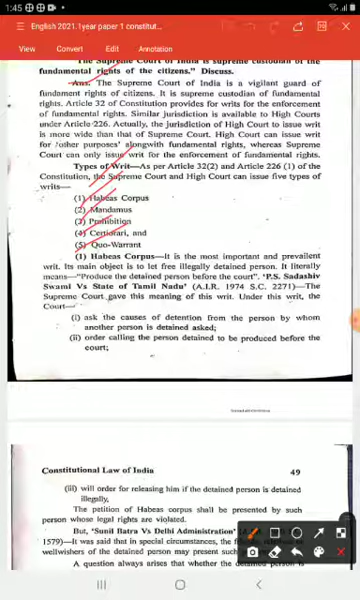 1:45
English 2021.1year paper 1 constitut...
View Convert Edit Annotation
"The Supreme Court of India is supreme custodian of the
fundamental rights of the citizens." Discuss.
Ans. The Supreme Court of India is a vigilant guard of
fundament rights of citizens. It is supreme custodian of fundamental
rights. Article 32 of Constitution provides for writs for the enforcement
of fundamental rights. Similar jurisdiction is available to High Courts
under Article 226. Actually, the jurisdiction of High Court to issue writ
is more wide than that of Supreme Court. High Court can issue writ
for 'other purposes' alongwith fundamental rights, whereas Supreme
Court can only issue writ for the enforcement of fundamental rights.
Types of Writ—As per Article 32(2) and Article 226 (1) of the
Constitution, the Supreme Court and High Court can issue five types of
writs—
(1) Habeas Corpus
(2) Mandamus
(3) Prohibition
(4) Certiorari, and
(5) Quo-Warrant
(1) Habeas Corpus—It is the most important and prevailent
writ. Its main object is to let free illegally detained person. It literally
means—"Produce the detained person before the court". 'P.S. Sadashiv
Swami Vs State of Tamil Nadu' (A.I.R. 1974 S.C. 2271)—The
Supreme Court gave this meaning of this writ. Under this writ, the
Court—
(i) ask the causes of detention from the person by whom
another person is detained asked;
(ii) order calling the person detained to be produced before the
court;
Constitutional Law of India 49
(iii) will order for releasing him if the detained person is detained
illegally.
The petition of Habeas corpus shall be presented by such
person whose legal rights are violated.
But, 'Sunil Batra Vs Delhi Administration'
1579)—It was said that in special circumstances, the
wellwishers of the detained person may present such
A question always arises that whether the detained person is